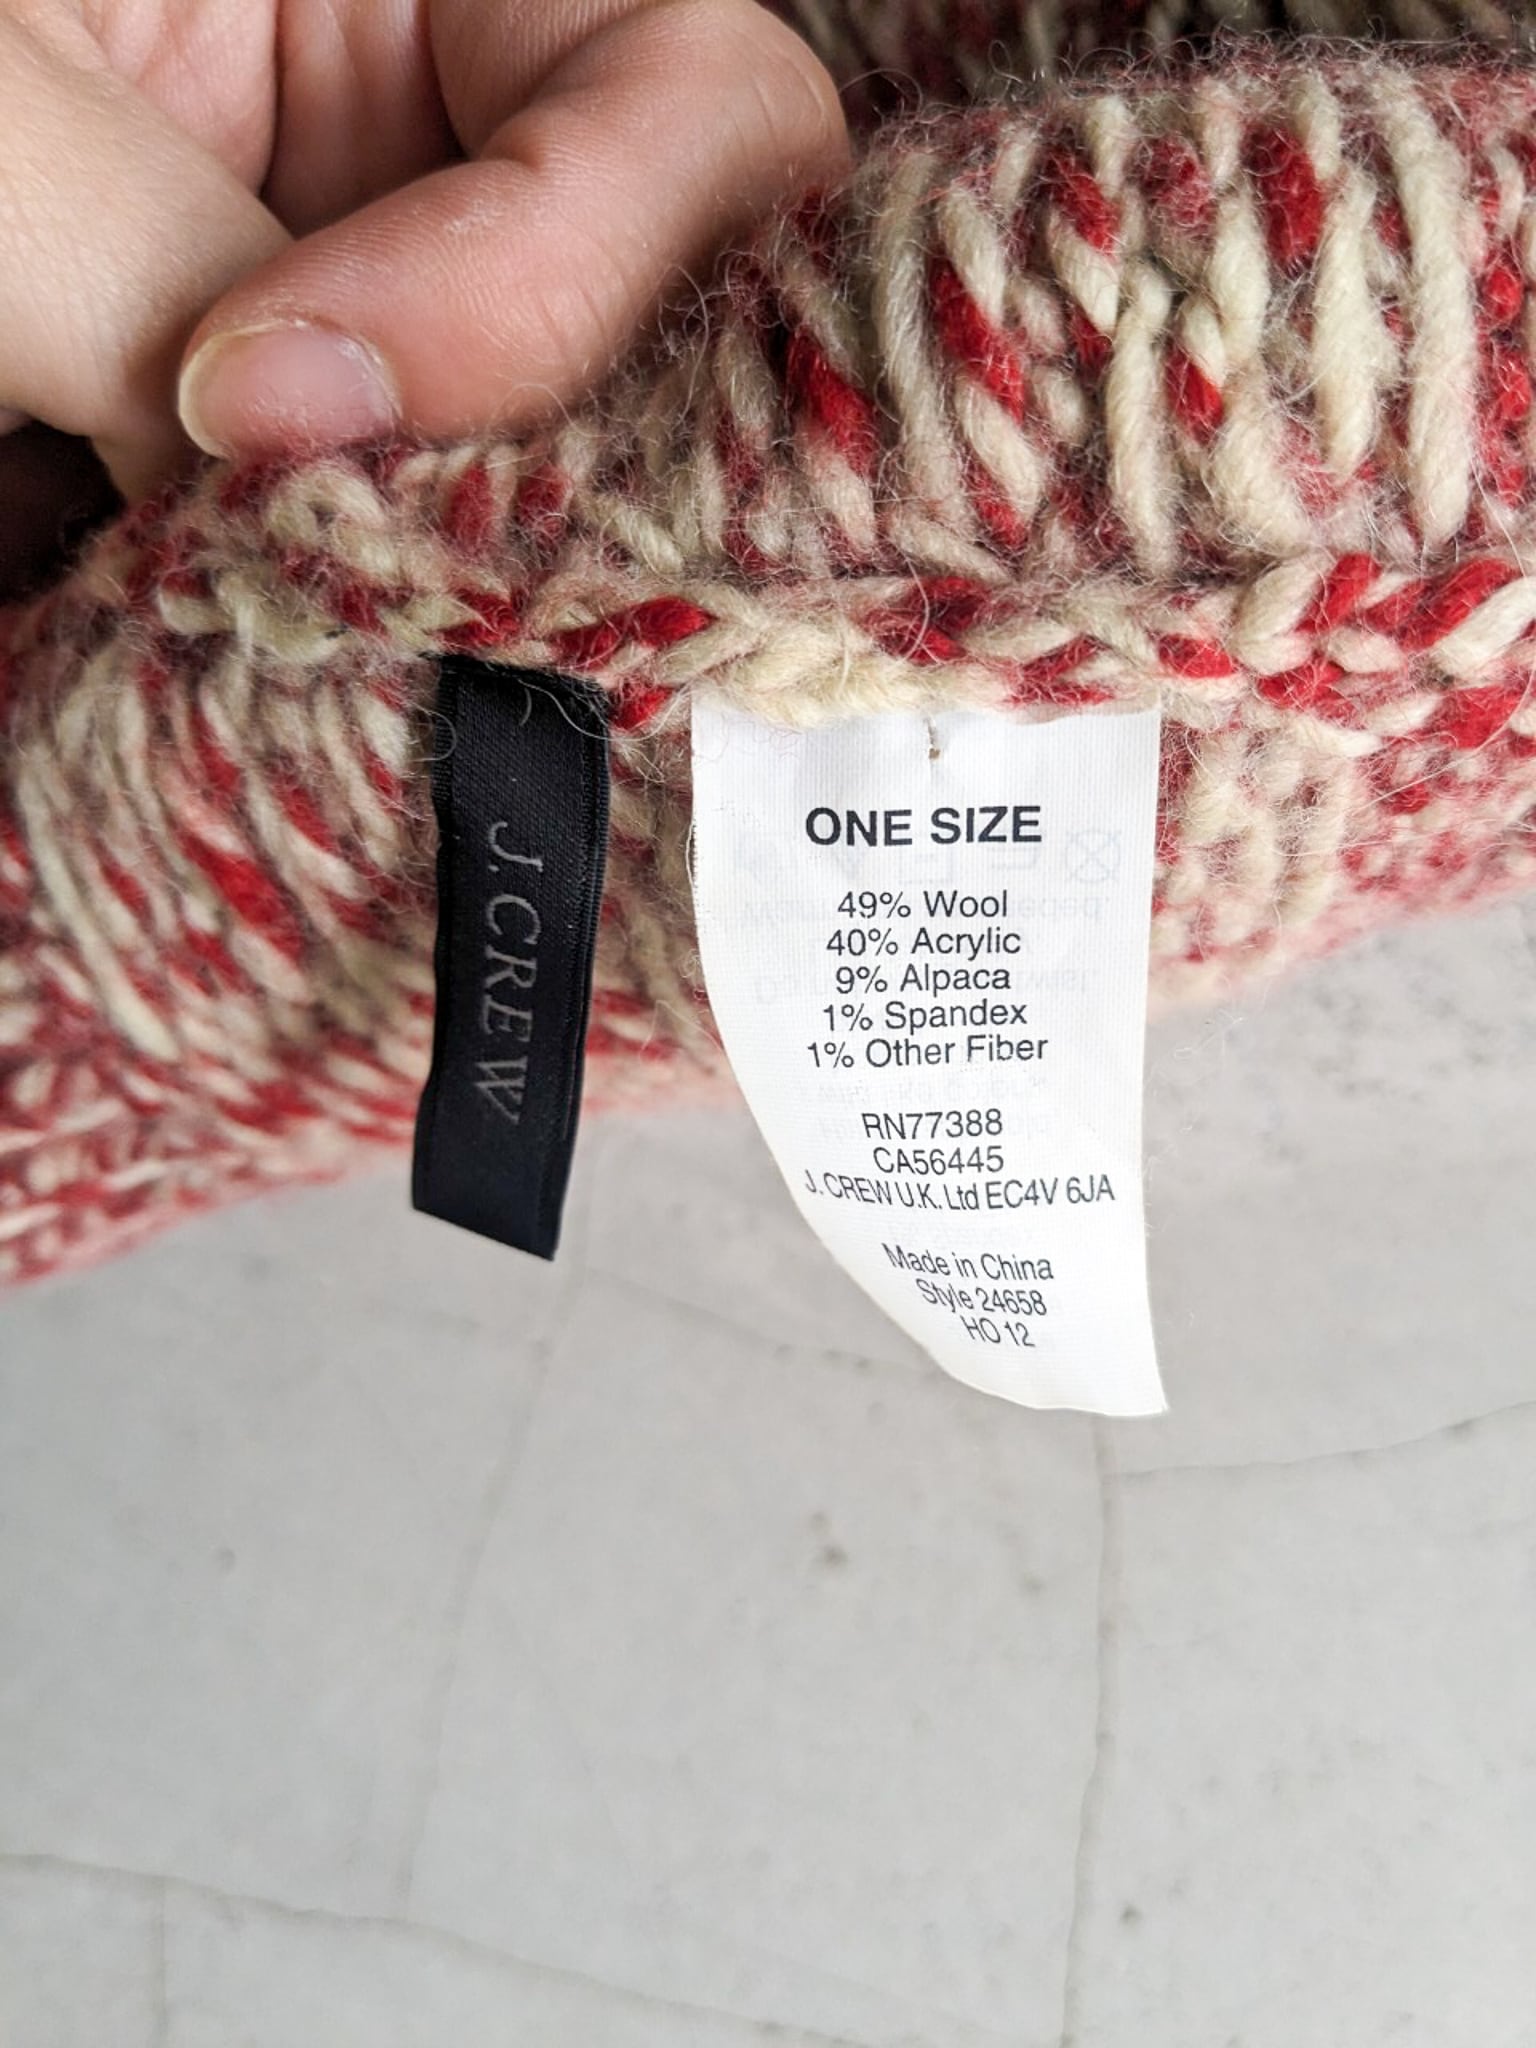 J.CREW
ONE SIZE
49% Wool
40% Acrylic
9% Alpaca
1% Spandex
1% Other Fiber
RN77388
CA56445
J. CREW U.K. Ltd EC4V 6JA
Made in China
Style 24658
HO 12